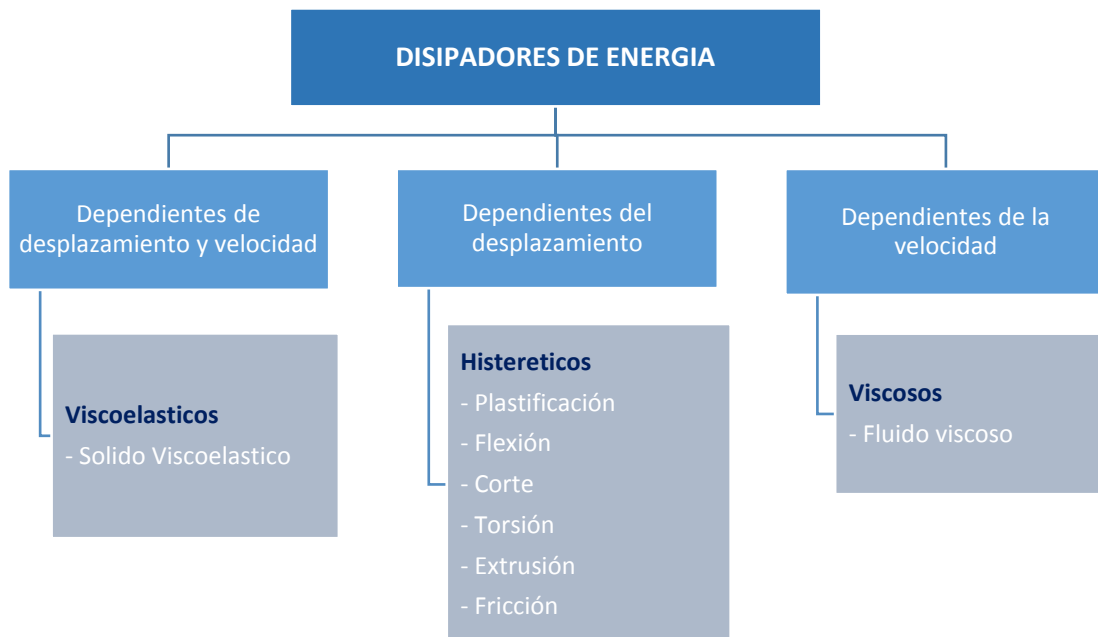 DISIPADORES DE ENERGIA
Dependientes de
desplazamiento y velocidad
Viscoelasticos
- Solido Viscoelastico
Dependientes del
desplazamiento
Histereticos
- Plastificación
- Flexión
- Corte
- Torsión
- Extrusión
- Fricción
Dependientes de la
velocidad
Viscosos
- Fluido viscoso